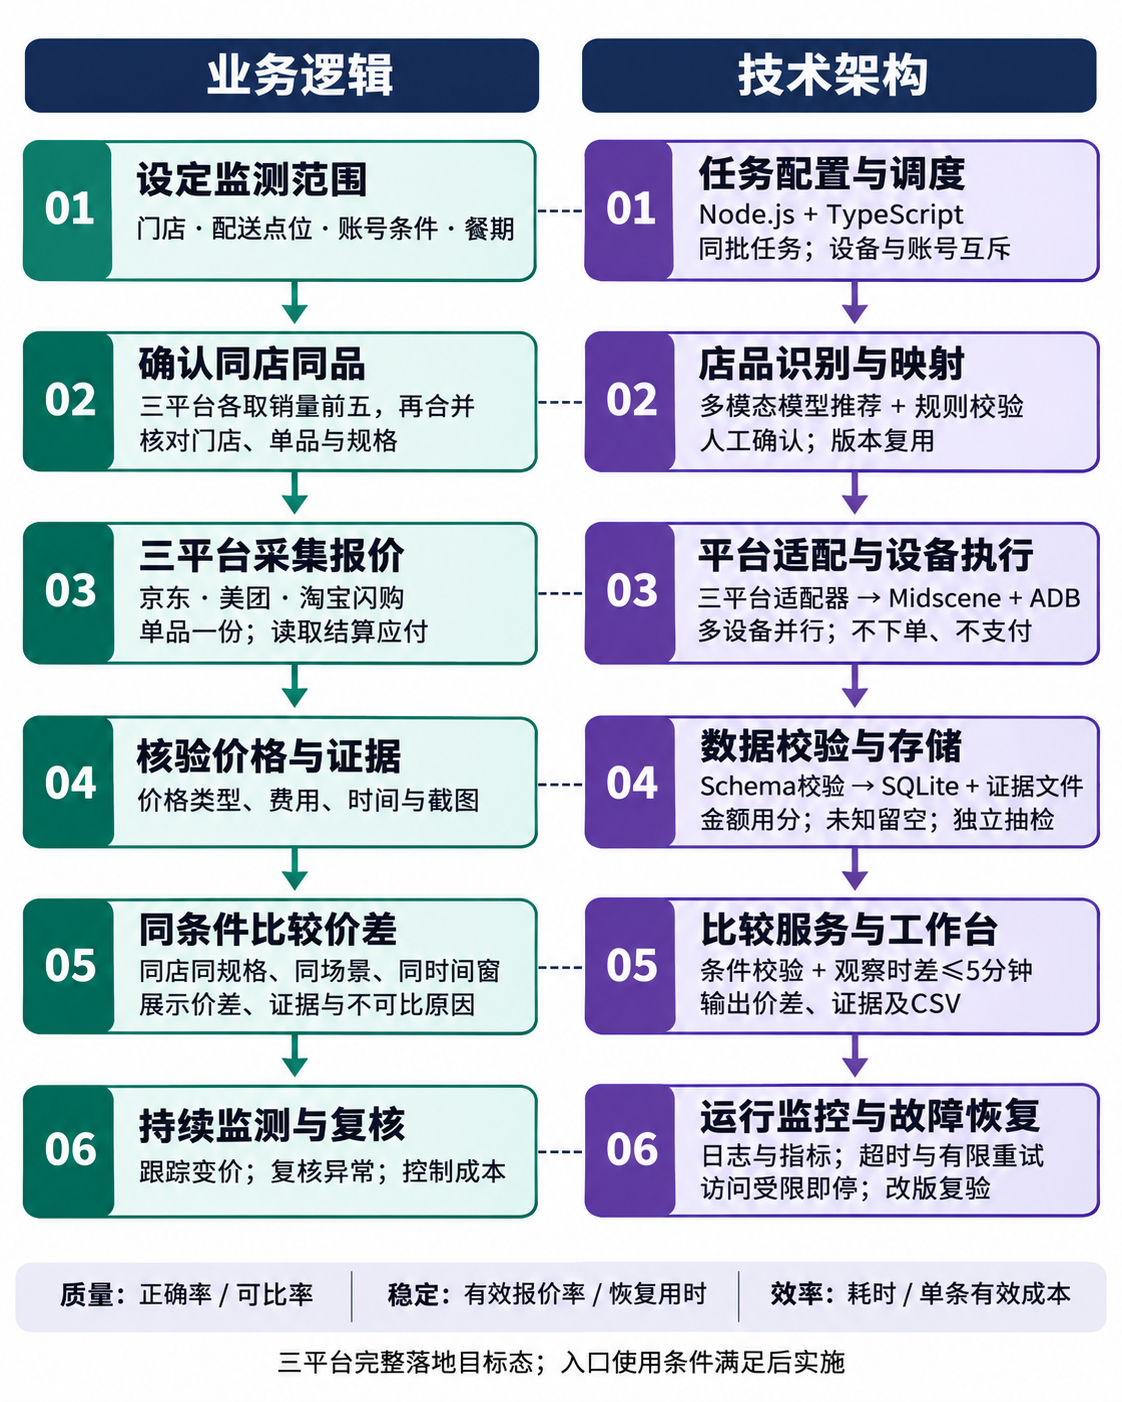 业务逻辑
技术架构
01
设定监测范围
门店·配送点位·账号条件·餐期
01
任务配置与调度
Node.js + TypeScript
同批任务；设备与账号互斥
02
确认同店同品
三平台各取销量前五，再合并
核对门店、单品与规格
02
店品识别与映射
多模态模型推荐 + 规则校验
人工确认；版本复用
03
三平台采集报价
京东·美团·淘宝闪购
单品一份；读取结算应付
03
平台适配与设备执行
三平台适配器 → Midscene + ADB
多设备并行；不下单、不支付
04
核验价格与证据
价格类型、费用、时间与截图
04
数据校验与存储
Schema校验 → SQLite + 证据文件
金额用分；未知留空；独立抽检
05
同条件比较价差
同店同规格、同场景、同时间窗
展示价差、证据与不可比原因
05
比较服务与工作台
条件校验 + 观察时差≤5分钟
输出价差、证据及CSV
06
持续监测与复核
跟踪变价；复核异常；控制成本
06
运行监控与故障恢复
日志与指标；超时与有限重试
访问受限即停；改版复验
质量：正确率 / 可比率
稳定：有效报价率 / 恢复用时
效率：耗时 / 单条有效成本
三平台完整落地目标态；入口使用条件满足后实施